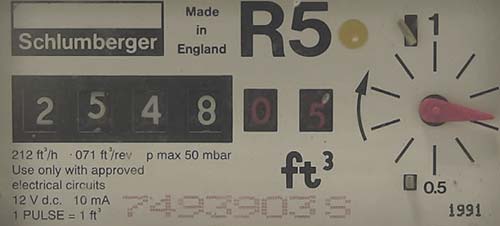 Schlumberger
Made
in
England
R5
1
2 5 4 8 0 5
212 ft³/h ·071 ft³/rev p max 50 mbar
Use only with approved
electrical circuits
12 V d.c. 10 mA
1 PULSE = 1 ft³
ft³
0.5
7493903S
1991